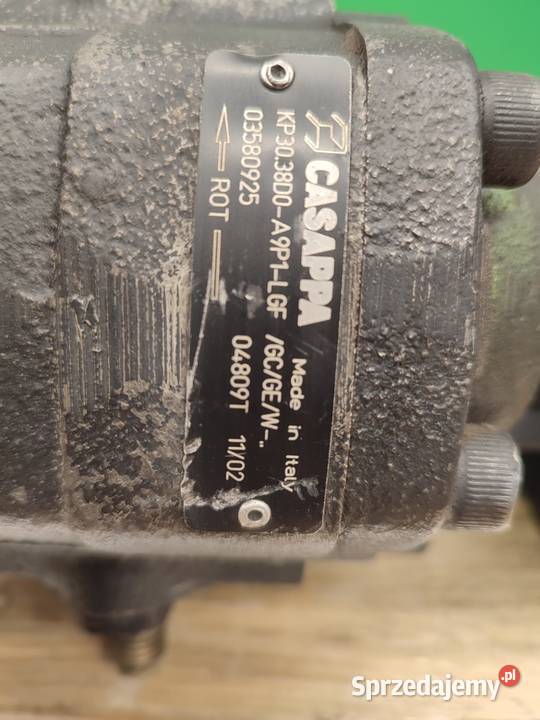 CASAPPA
Made in Italy
KP30.38D0-A9P1-LGF /GC/GE/W-..
03580925 04809T 11/02
ROT
Sprzedajemy.pl